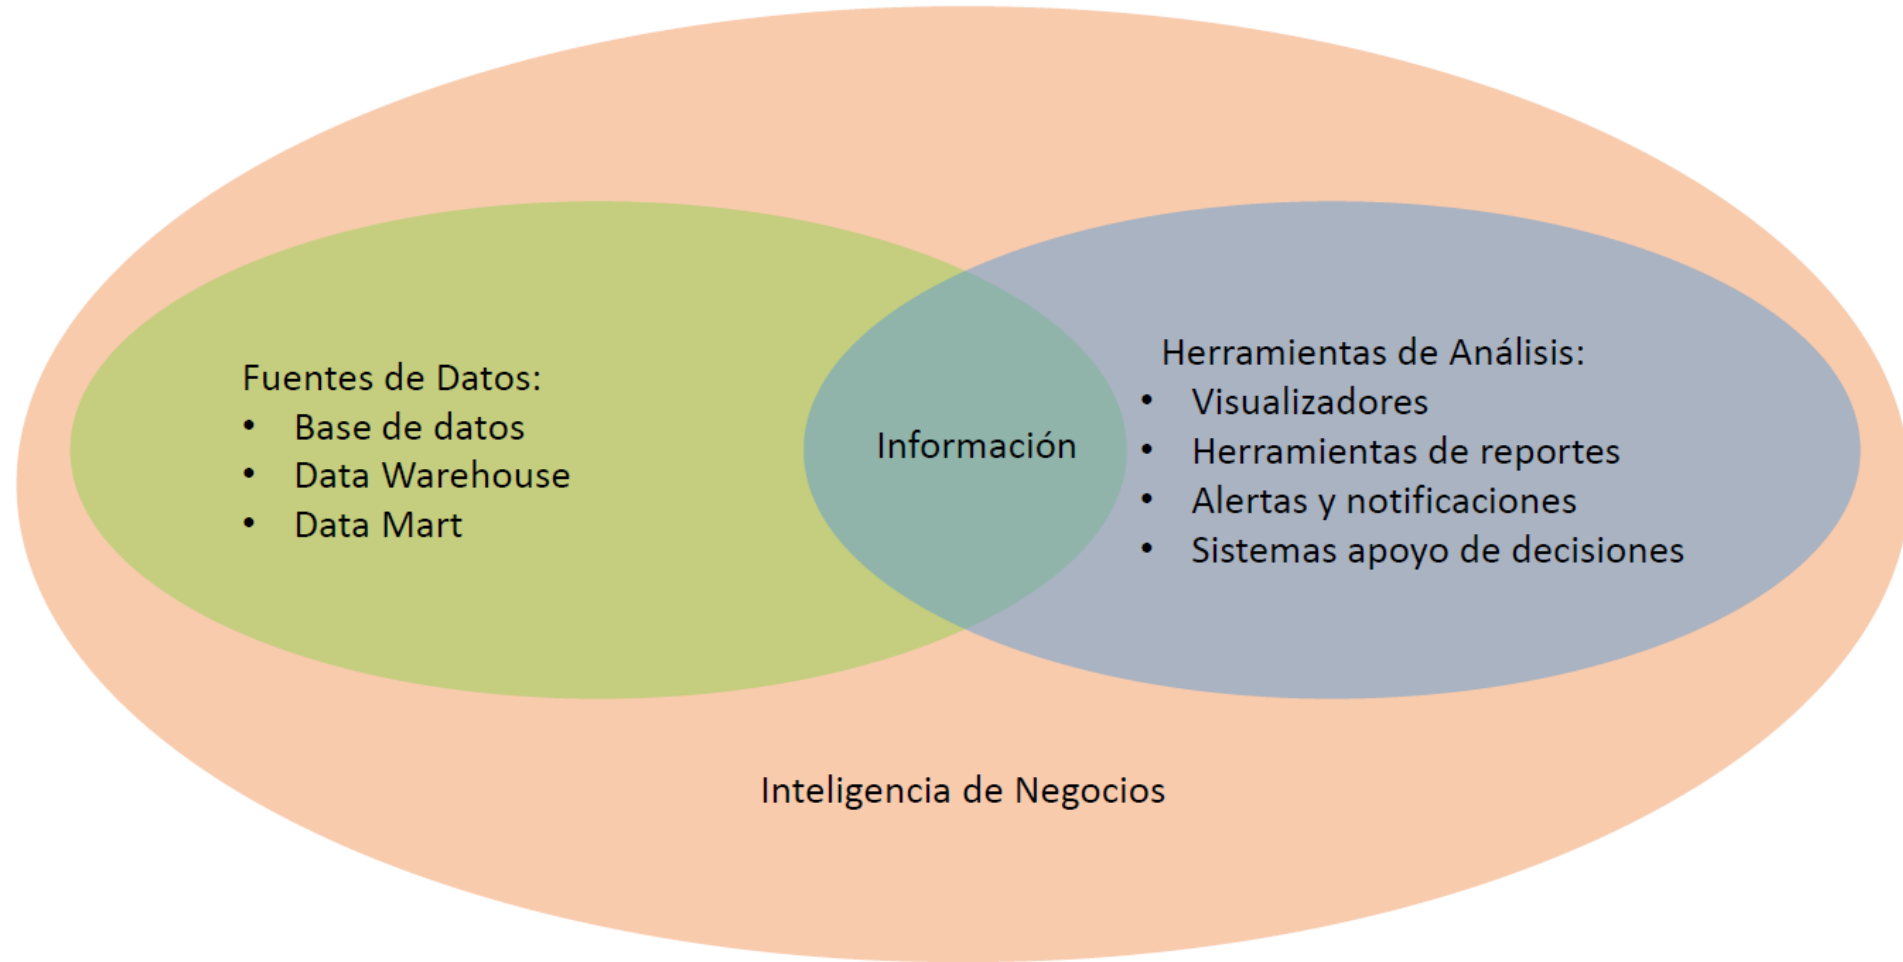 Fuentes de Datos:
• Base de datos
• Data Warehouse
• Data Mart
Información
Herramientas de Análisis:
• Visualizadores
• Herramientas de reportes
• Alertas y notificaciones
• Sistemas apoyo de decisiones
Inteligencia de Negocios